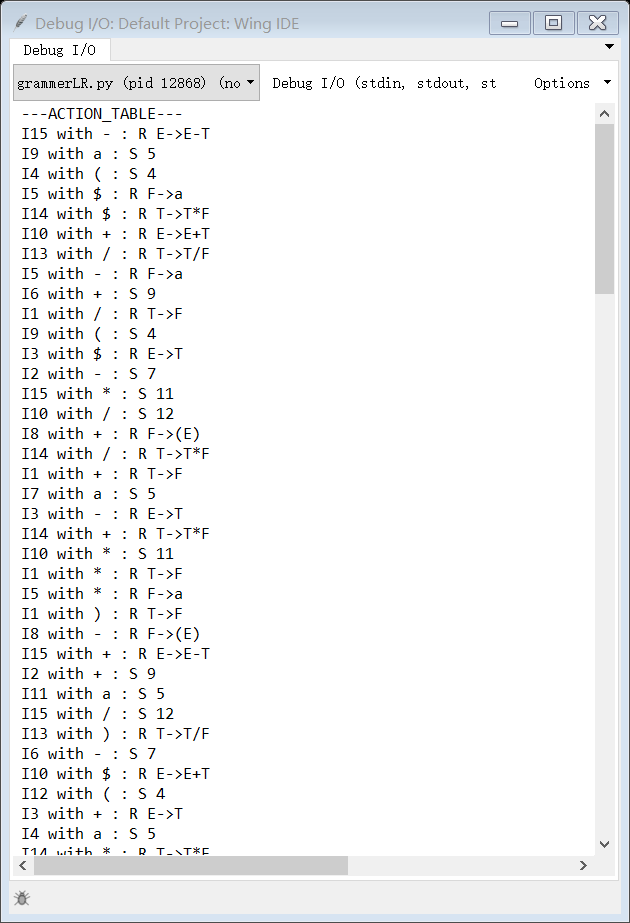 Debug I/O: Default Project: Wing IDE
Debug I/O
grammerLR.py (pid 12868) (no Debug I/O (stdin, stdout, st Options
---ACTION_TABLE---
I15 with - : R E->E-T
I9 with a : S 5
I4 with ( : S 4
I5 with $ : R F->a
I14 with $ : R T->T*F
I10 with + : R E->E+T
I13 with / : R T->T/F
I5 with - : R F->a
I6 with + : S 9
I1 with / : R T->F
I9 with ( : S 4
I3 with $ : R E->T
I2 with - : S 7
I15 with * : S 11
I10 with / : S 12
I8 with + : R F->(E)
I14 with / : R T->T*F
I1 with + : R T->F
I7 with a : S 5
I3 with - : R E->T
I14 with + : R T->T*F
I10 with * : S 11
I1 with * : R T->F
I5 with * : R F->a
I1 with ) : R T->F
I8 with - : R F->(E)
I15 with + : R E->E-T
I2 with + : S 9
I11 with a : S 5
I15 with / : S 12
I13 with ) : R T->T/F
I6 with - : S 7
I10 with $ : R E->E+T
I12 with ( : S 4
I3 with + : R E->T
I4 with a : S 5
I14 with * : R T->T*F